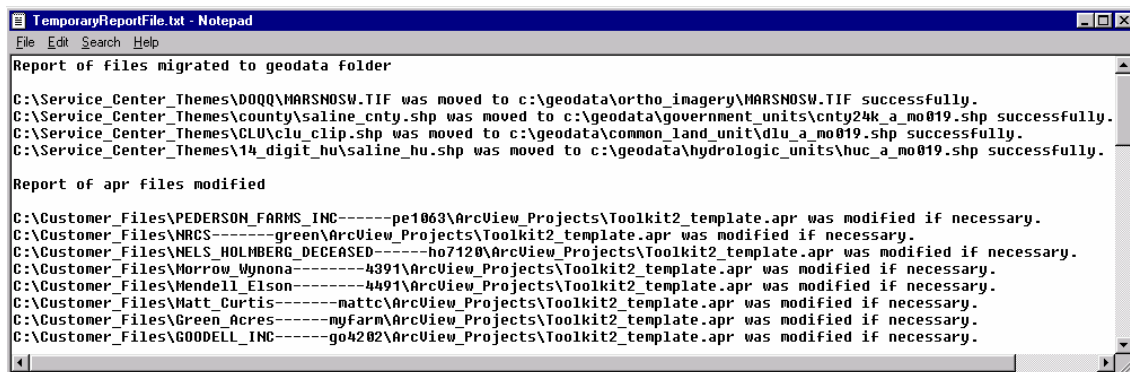 TemporaryReportFile.txt - Notepad
File Edit Search Help
Report of files migrated to geodata folder
C:\Service_Center_Themes\DOQQ\MARSNOSW.TIF was moved to c:\geodata\ortho_imagery\MARSNOSW.TIF successfully.
C:\Service_Center_Themes\county\saline_cnty.shp was moved to c:\geodata\government_units\cnty24k_a_mo019.shp successfully.
C:\Service_Center_Themes\CLU\clu_clip.shp was moved to c:\geodata\common_land_unit\dlu_a_mo019.shp successfully.
C:\Service_Center_Themes\14_digit_hu\saline_hu.shp was moved to c:\geodata\hydrologic_units\huc_a_mo019.shp successfully.
Report of apr files modified
C:\Customer_Files\PEDERSON_FARMS_INC------pe1063\ArcView_Projects\Toolkit2_template.apr was modified if necessary.
C:\Customer_Files\NRCS-------green\ArcView_Projects\Toolkit2_template.apr was modified if necessary.
C:\Customer_Files\NELS_HOLMBERG_DECEASED------ho7120\ArcView_Projects\Toolkit2_template.apr was modified if necessary.
C:\Customer_Files\Morrow_Wynona--------4391\ArcView_Projects\Toolkit2_template.apr was modified if necessary.
C:\Customer_Files\Mendell_Elson--------4491\ArcView_Projects\Toolkit2_template.apr was modified if necessary.
C:\Customer_Files\Matt_Curtis-------mattc\ArcView_Projects\Toolkit2_template.apr was modified if necessary.
C:\Customer_Files\Green_Acres------myfarm\ArcView_Projects\Toolkit2_template.apr was modified if necessary.
C:\Customer_Files\GOODELL_INC------go4202\ArcView_Projects\Toolkit2_template.apr was modified if necessary.